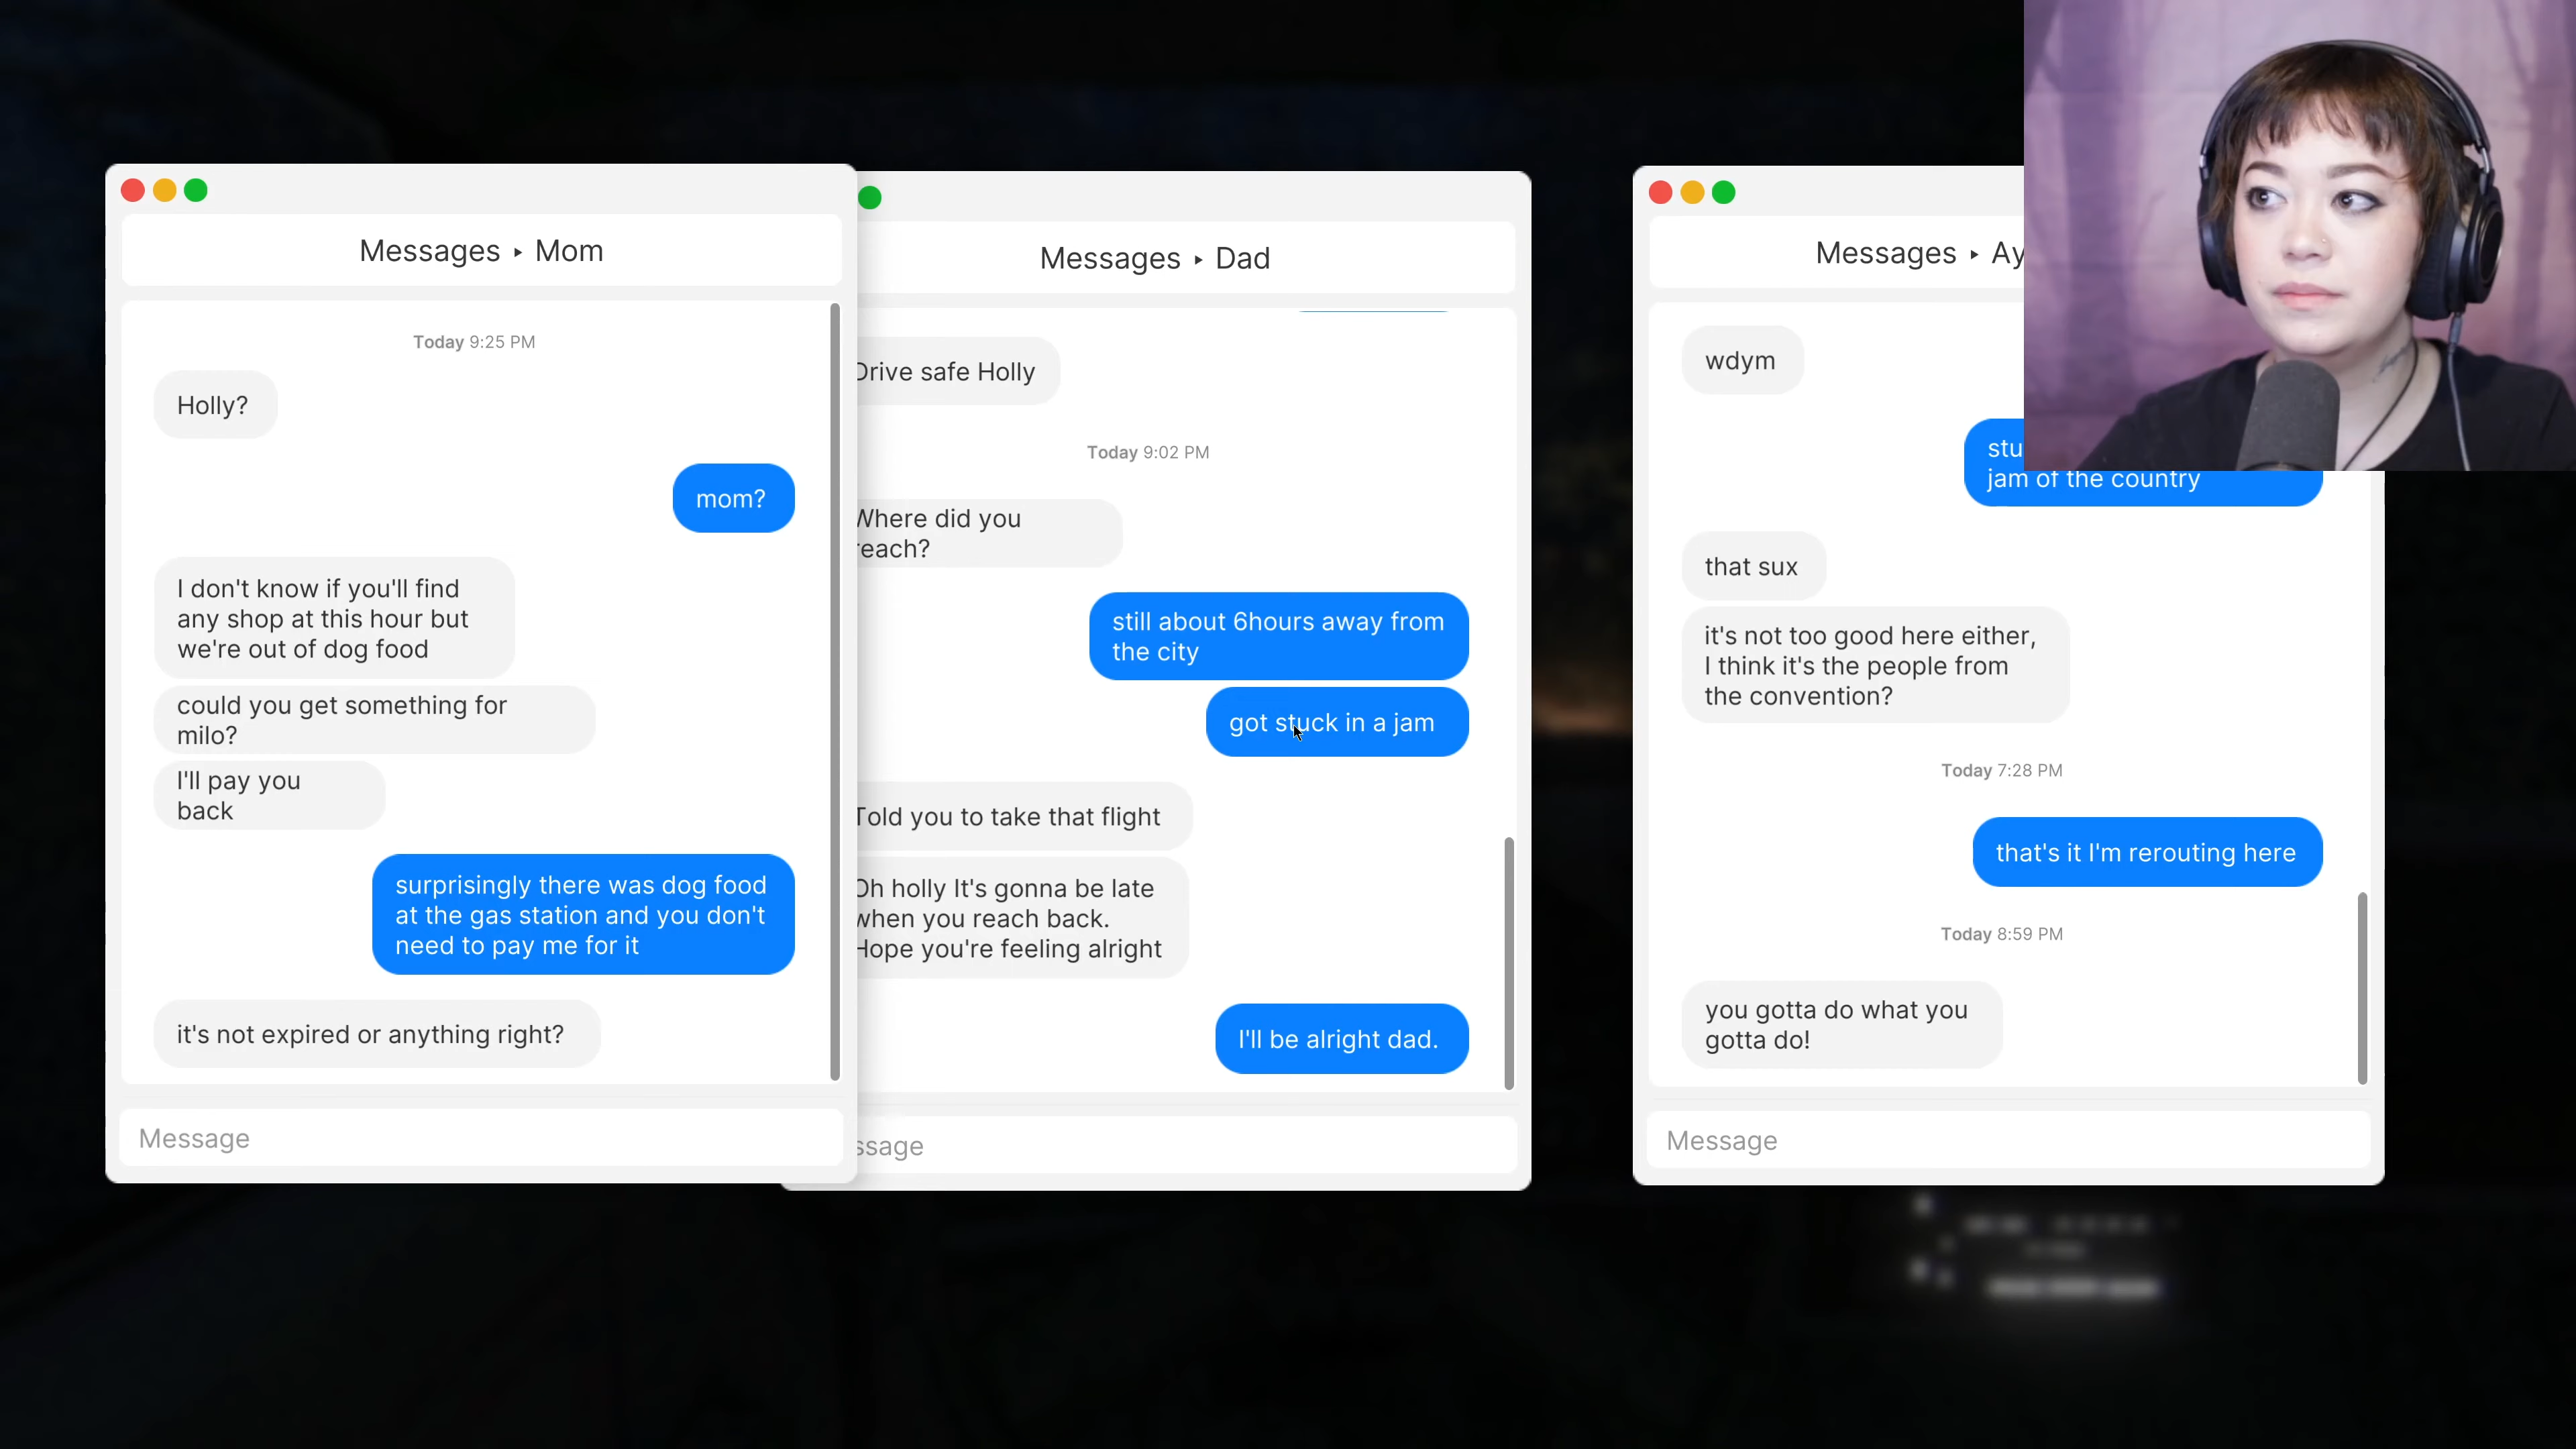 Messages ▸ Mom
Today 9:25 PM
Holly?
mom?
I don't know if you'll find
any shop at this hour but
we're out of dog food
could you get something for
milo?
I'll pay you
back
surprisingly there was dog food
at the gas station and you don't
need to pay me for it
it's not expired or anything right?
Message
Messages ▸ Dad
Drive safe Holly
Today 9:02 PM
Where did you
reach?
still about 6hours away from
the city
got stuck in a jam
Told you to take that flight
Oh holly It's gonna be late
when you reach back.
Hope you're feeling alright
I'll be alright dad.
ssage
Messages ▸ Ay
wdym
stu
jam of the country
that sux
it's not too good here either,
I think it's the people from
the convention?
Today 7:28 PM
that's it I'm rerouting here
Today 8:59 PM
you gotta do what you
gotta do!
Message